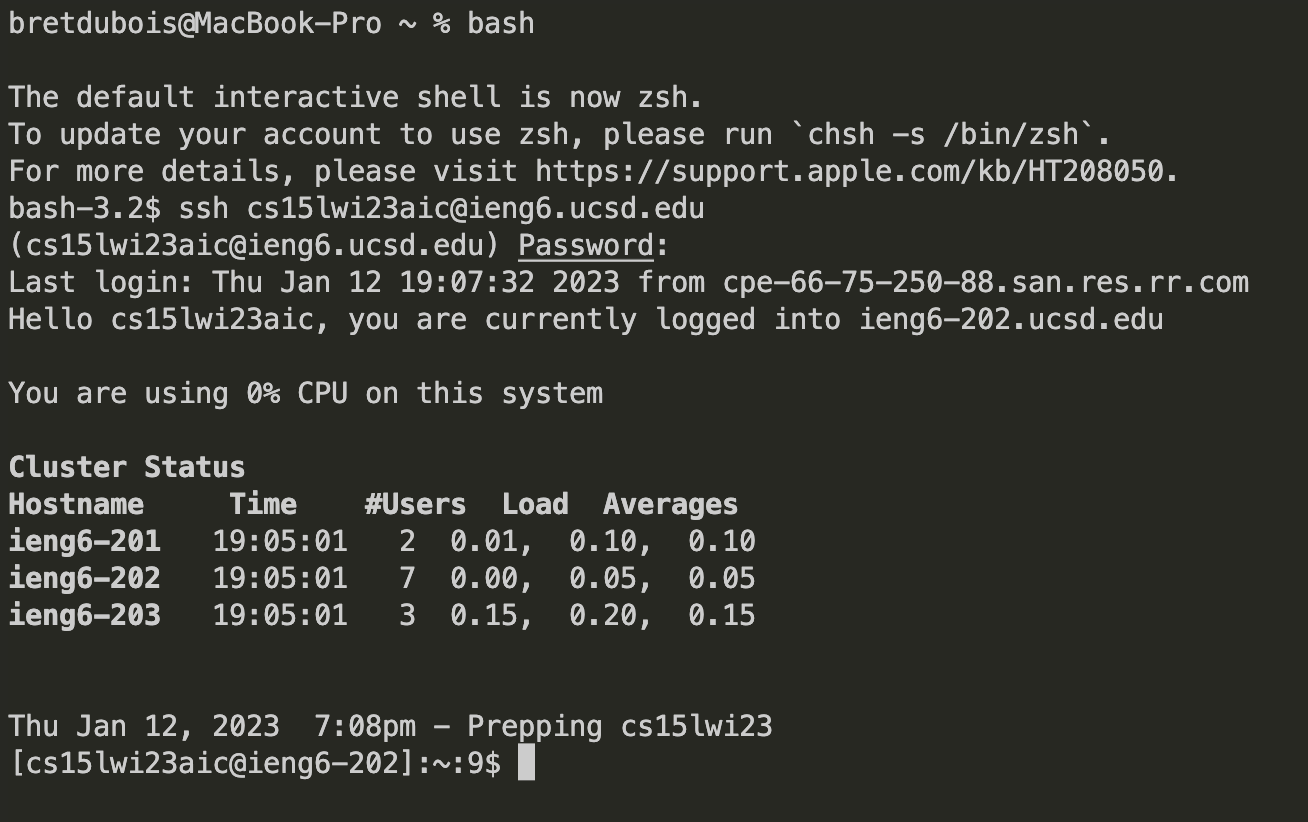 bretdubois@MacBook-Pro ~ % bash
The default interactive shell is now zsh.
To update your account to use zsh, please run `chsh -s /bin/zsh`.
For more details, please visit https://support.apple.com/kb/HT208050.
bash-3.2$ ssh cs15lwi23aic@ieng6.ucsd.edu
(cs15lwi23aic@ieng6.ucsd.edu) Password:
Last login: Thu Jan 12 19:07:32 2023 from cpe-66-75-250-88.san.res.rr.com
Hello cs15lwi23aic, you are currently logged into ieng6-202.ucsd.edu
You are using 0% CPU on this system
Cluster Status
Hostname     Time    #Users  Load  Averages
ieng6-201   19:05:01   2  0.01,  0.10,  0.10
ieng6-202   19:05:01   7  0.00,  0.05,  0.05
ieng6-203   19:05:01   3  0.15,  0.20,  0.15
Thu Jan 12, 2023  7:08pm - Prepping cs15lwi23
[cs15lwi23aic@ieng6-202]:~:9$